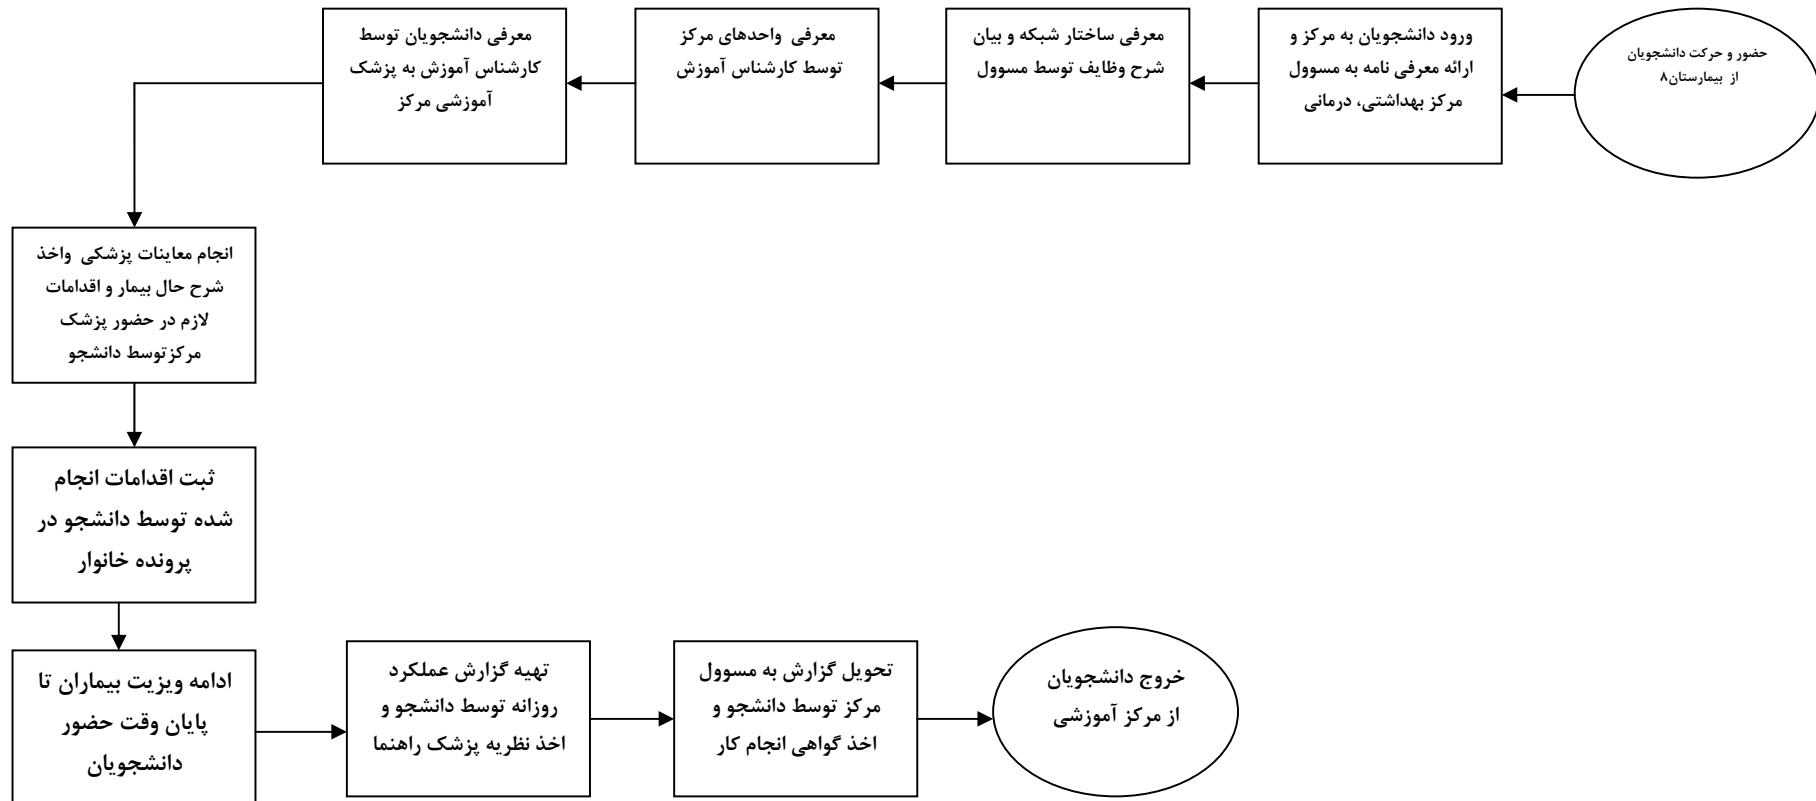 حضور و حرکت دانشجویان
از بیمارستان۸
ورود دانشجویان به مرکز و
ارائه معرفی نامه به مسوول
مرکز بهداشتی، درمانی
معرفی ساختار شبکه و بیان
شرح وظایف توسط مسوول
معرفی واحدهای مرکز
توسط کارشناس آموزش
معرفی دانشجویان توسط
کارشناس آموزش به پزشک
آموزشی مرکز
انجام معاینات پزشکی واخذ
شرح حال بیمار و اقدامات
لازم در حضور پزشک
مرکزتوسط دانشجو
ثبت اقدامات انجام
شده توسط دانشجو در
پرونده خانوار
ادامه ویزیت بیماران تا
پایان وقت حضور
دانشجویان
تهیه گزارش عملکرد
روزانه توسط دانشجو و
اخذ نظریه پزشک راهنما
تحویل گزارش به مسوول
مرکز توسط دانشجو و
اخذ گواهی انجام کار
خروج دانشجویان
از مرکز آموزشی